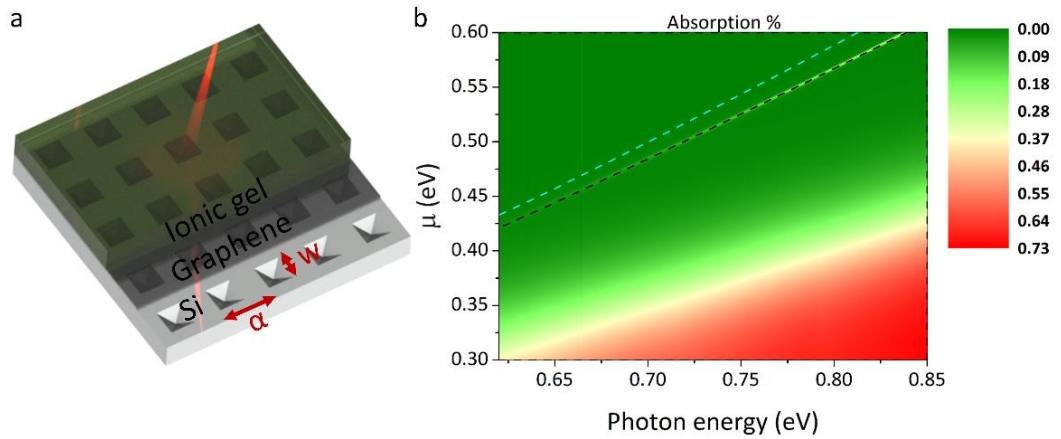 a
Ionic gel
Graphene
Si
w
α
b
Absorption %
μ (eV)
0.60
0.55
0.50
0.45
0.40
0.35
0.30
0.65
0.70
0.75
0.80
0.85
Photon energy (eV)
0.00
0.09
0.18
0.27
0.37
0.46
0.55
0.64
0.73